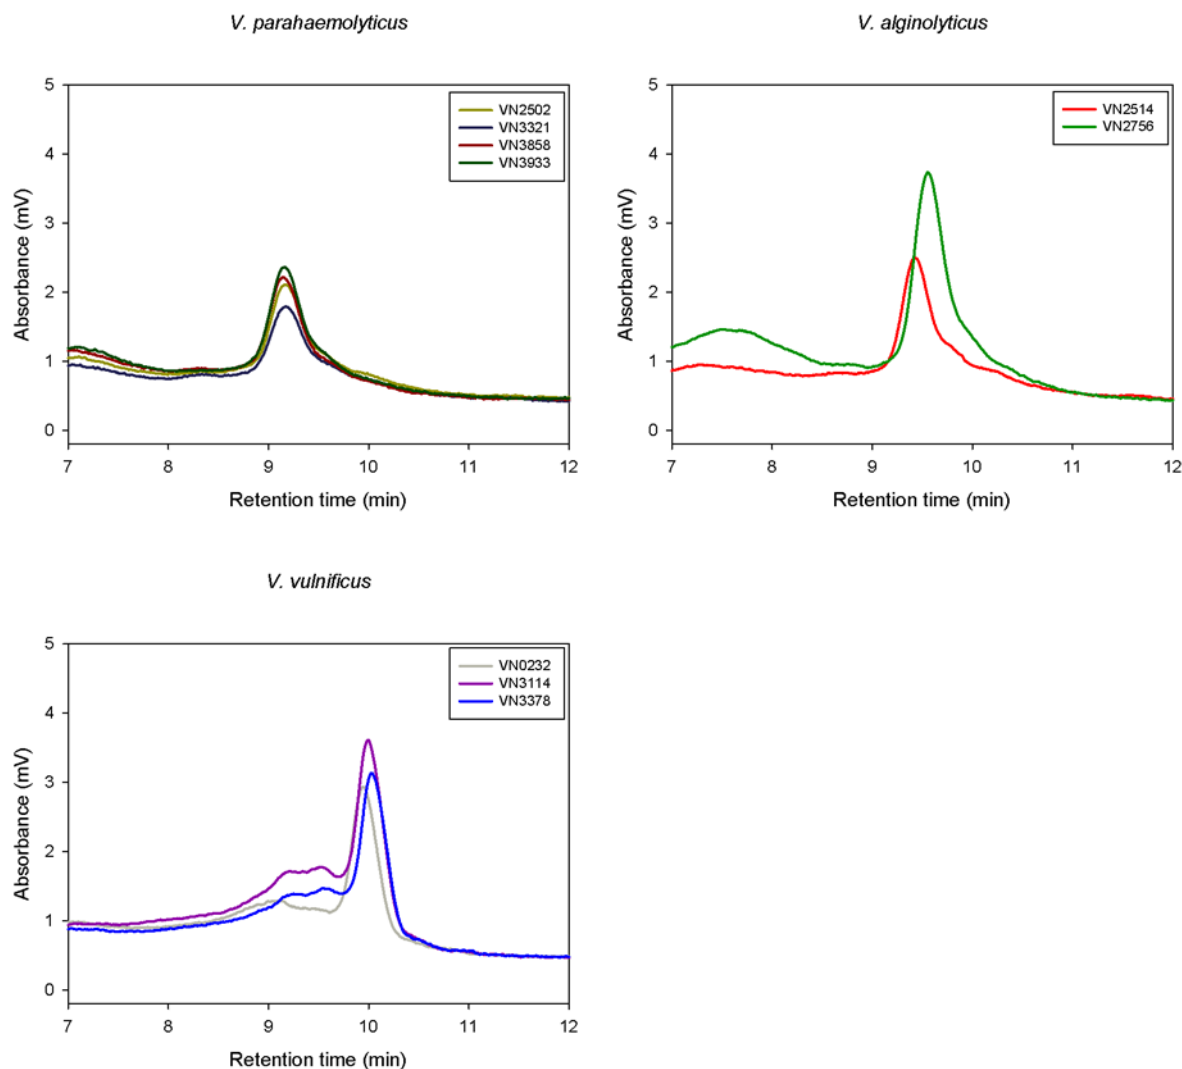 V. parahaemolyticus
5
4
3
2
1
0
Absorbance (mV)
VN2502
VN3321
VN3858
VN3933
7 8 9 10 11 12
Retention time (min)
V. alginolyticus
5
4
3
2
1
0
Absorbance (mV)
VN2514
VN2756
7 8 9 10 11 12
Retention time (min)
V. vulnificus
5
4
3
2
1
0
Absorbance (mV)
VN0232
VN3114
VN3378
7 8 9 10 11 12
Retention time (min)